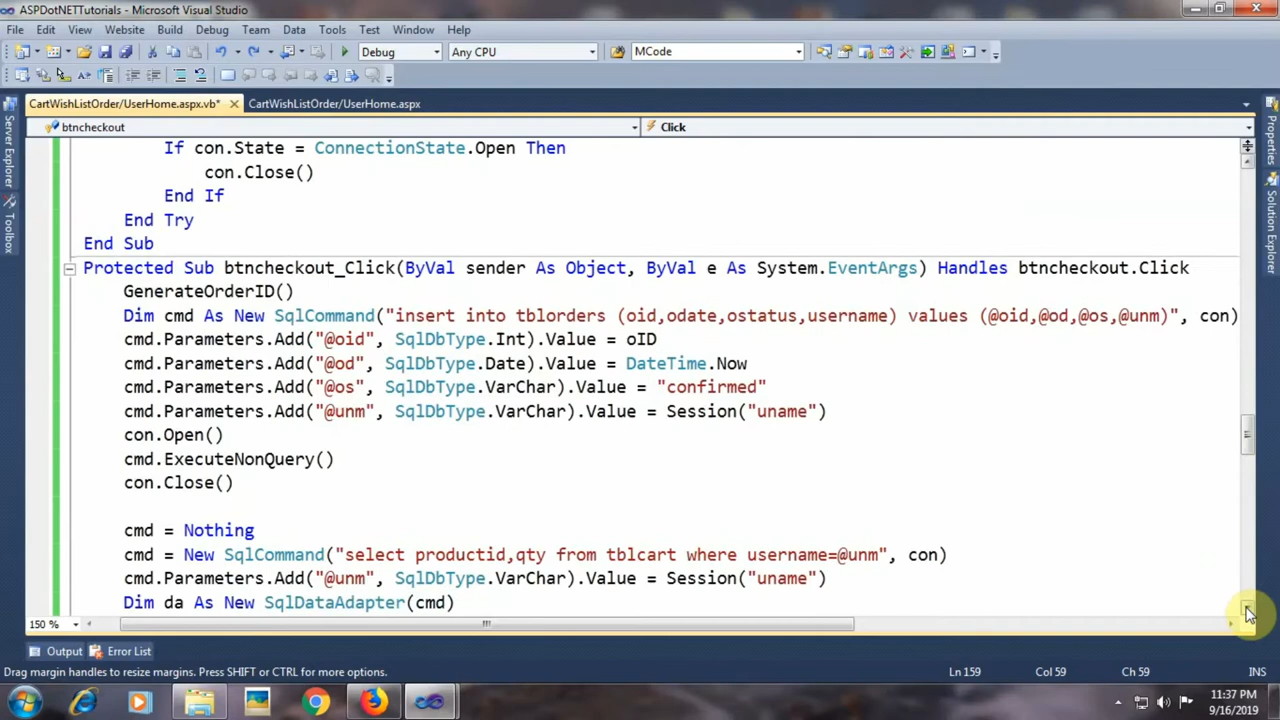 ASPDotNETTutorials - Microsoft Visual Studio
File Edit View Website Build Debug Team Data Tools Test Window Help
Debug Any CPU MCode
CartWishListOrder/UserHome.aspx.vb* CartWishListOrder/UserHome.aspx
btncheckout Click
If con.State = ConnectionState.Open Then
con.Close()
End If
End Try
End Sub
Protected Sub btncheckout_Click(ByVal sender As Object, ByVal e As System.EventArgs) Handles btncheckout.Click
GenerateOrderID()
Dim cmd As New SqlCommand("insert into tblorders (oid,odate,ostatus,username) values (@oid,@od,@os,@unm)", con)
cmd.Parameters.Add("@oid", SqlDbType.Int).Value = oID
cmd.Parameters.Add("@od", SqlDbType.Date).Value = DateTime.Now
cmd.Parameters.Add("@os", SqlDbType.VarChar).Value = "confirmed"
cmd.Parameters.Add("@unm", SqlDbType.VarChar).Value = Session("uname")
con.Open()
cmd.ExecuteNonQuery()
con.Close()
cmd = Nothing
cmd = New SqlCommand("select productid,qty from tblcart where username=@unm", con)
cmd.Parameters.Add("@unm", SqlDbType.VarChar).Value = Session("uname")
Dim da As New SqlDataAdapter(cmd)
150 %
Output Error List
Drag margin handles to resize margins. Press SHIFT or CTRL for more options. Ln 159 Col 59 Ch 59 INS
11:37 PM
9/16/2019
Server Explorer
Toolbox
Properties
Solution Explorer